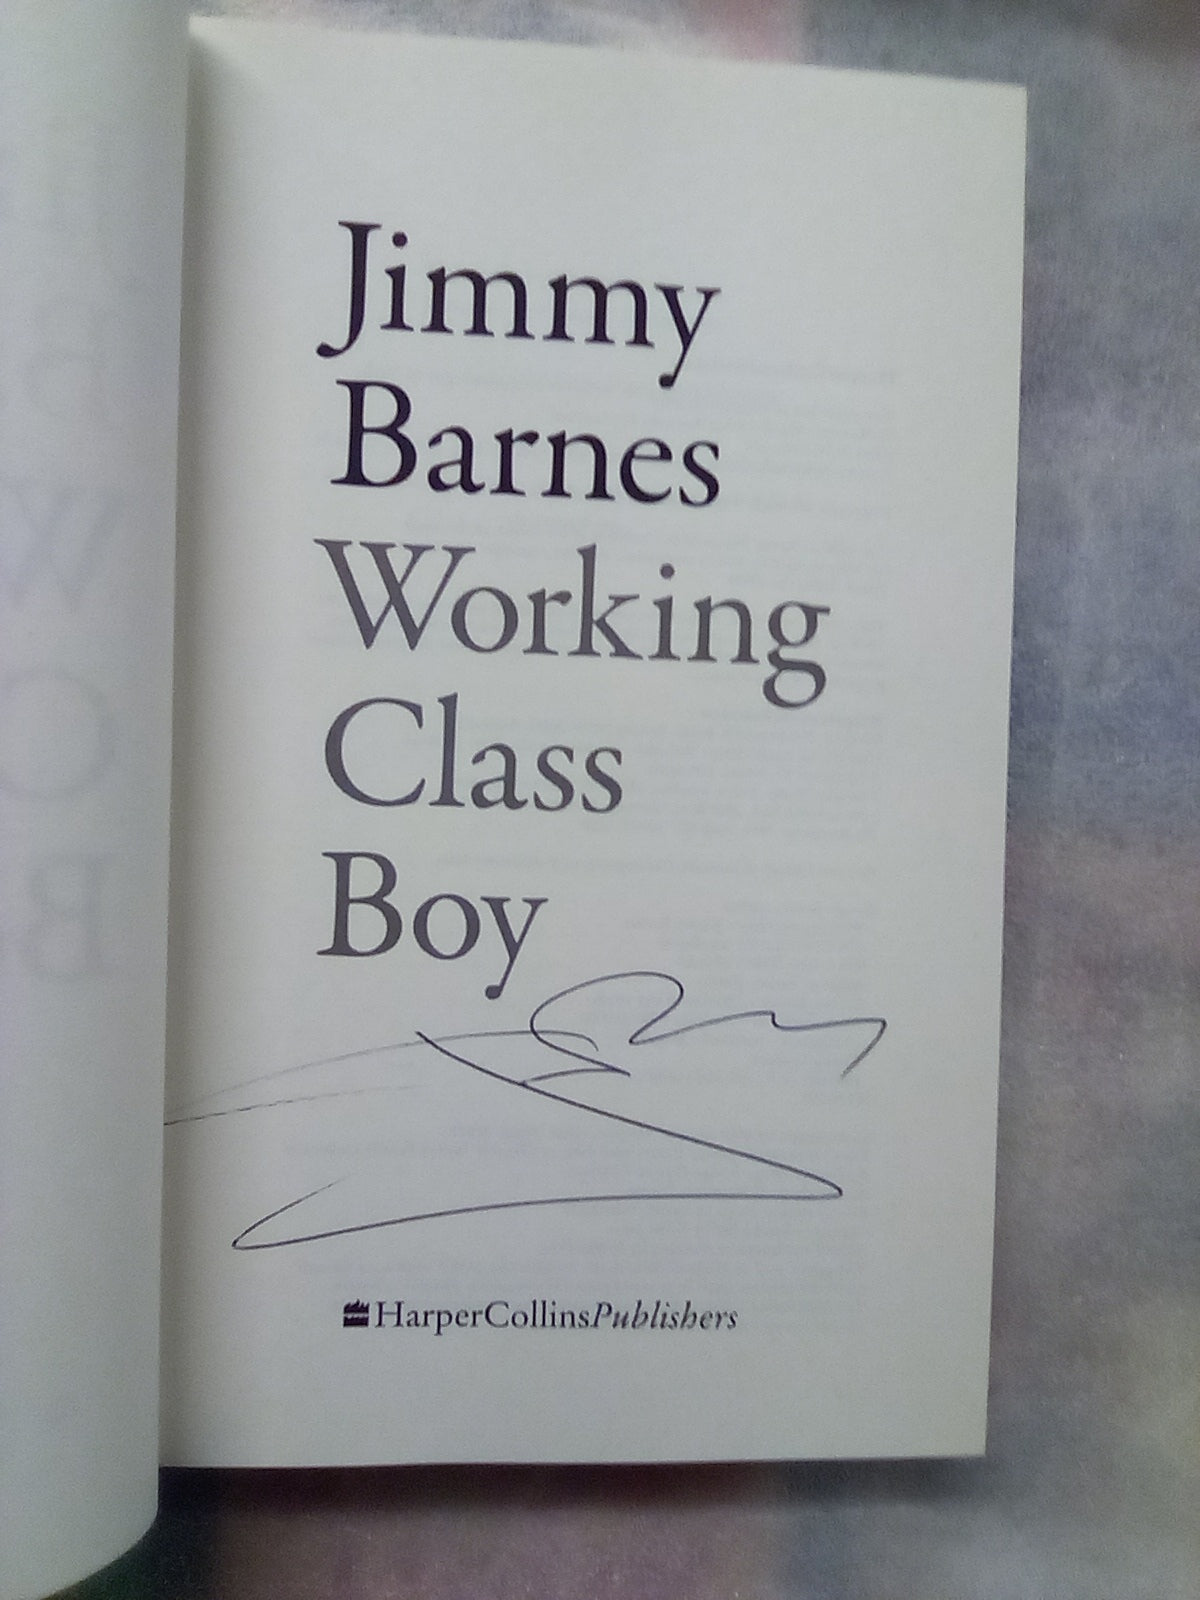 Jimmy
Barnes
Working
Class
Boy
HarperCollinsPublishers